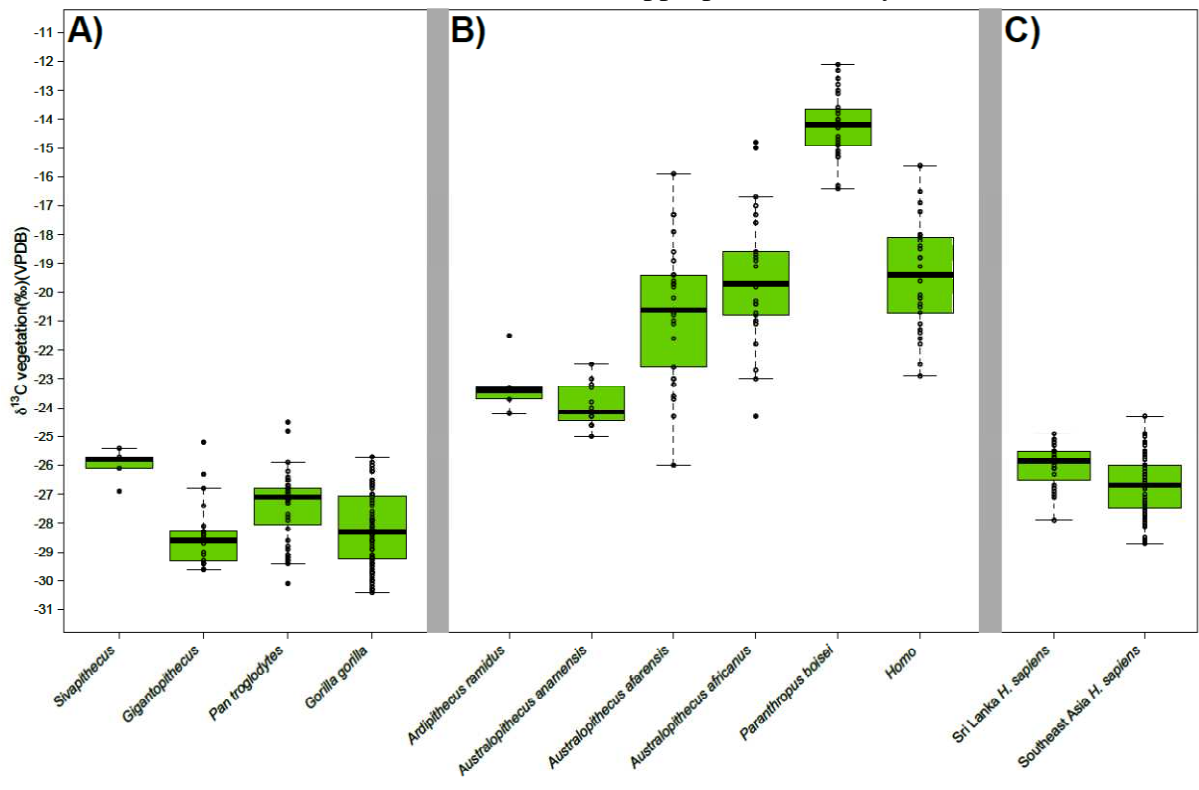 A)
B)
C)
-11
-12
-13
-14
-15
-16
-17
-18
-19
-20
-21
-22
-23
-24
-25
-26
-27
-28
-29
-30
-31
δ13C vegetation(‰)(VPDB)
Sivapithecus
Gigantopithecus
Pan troglodytes
Gorilla gorilla
Ardipithecus ramidus
Australopithecus anamensis
Australopithecus afarensis
Australopithecus africanus
Paranthropus boisei
Homo
Sri Lanka H. sapiens
Southeast Asia H. sapiens